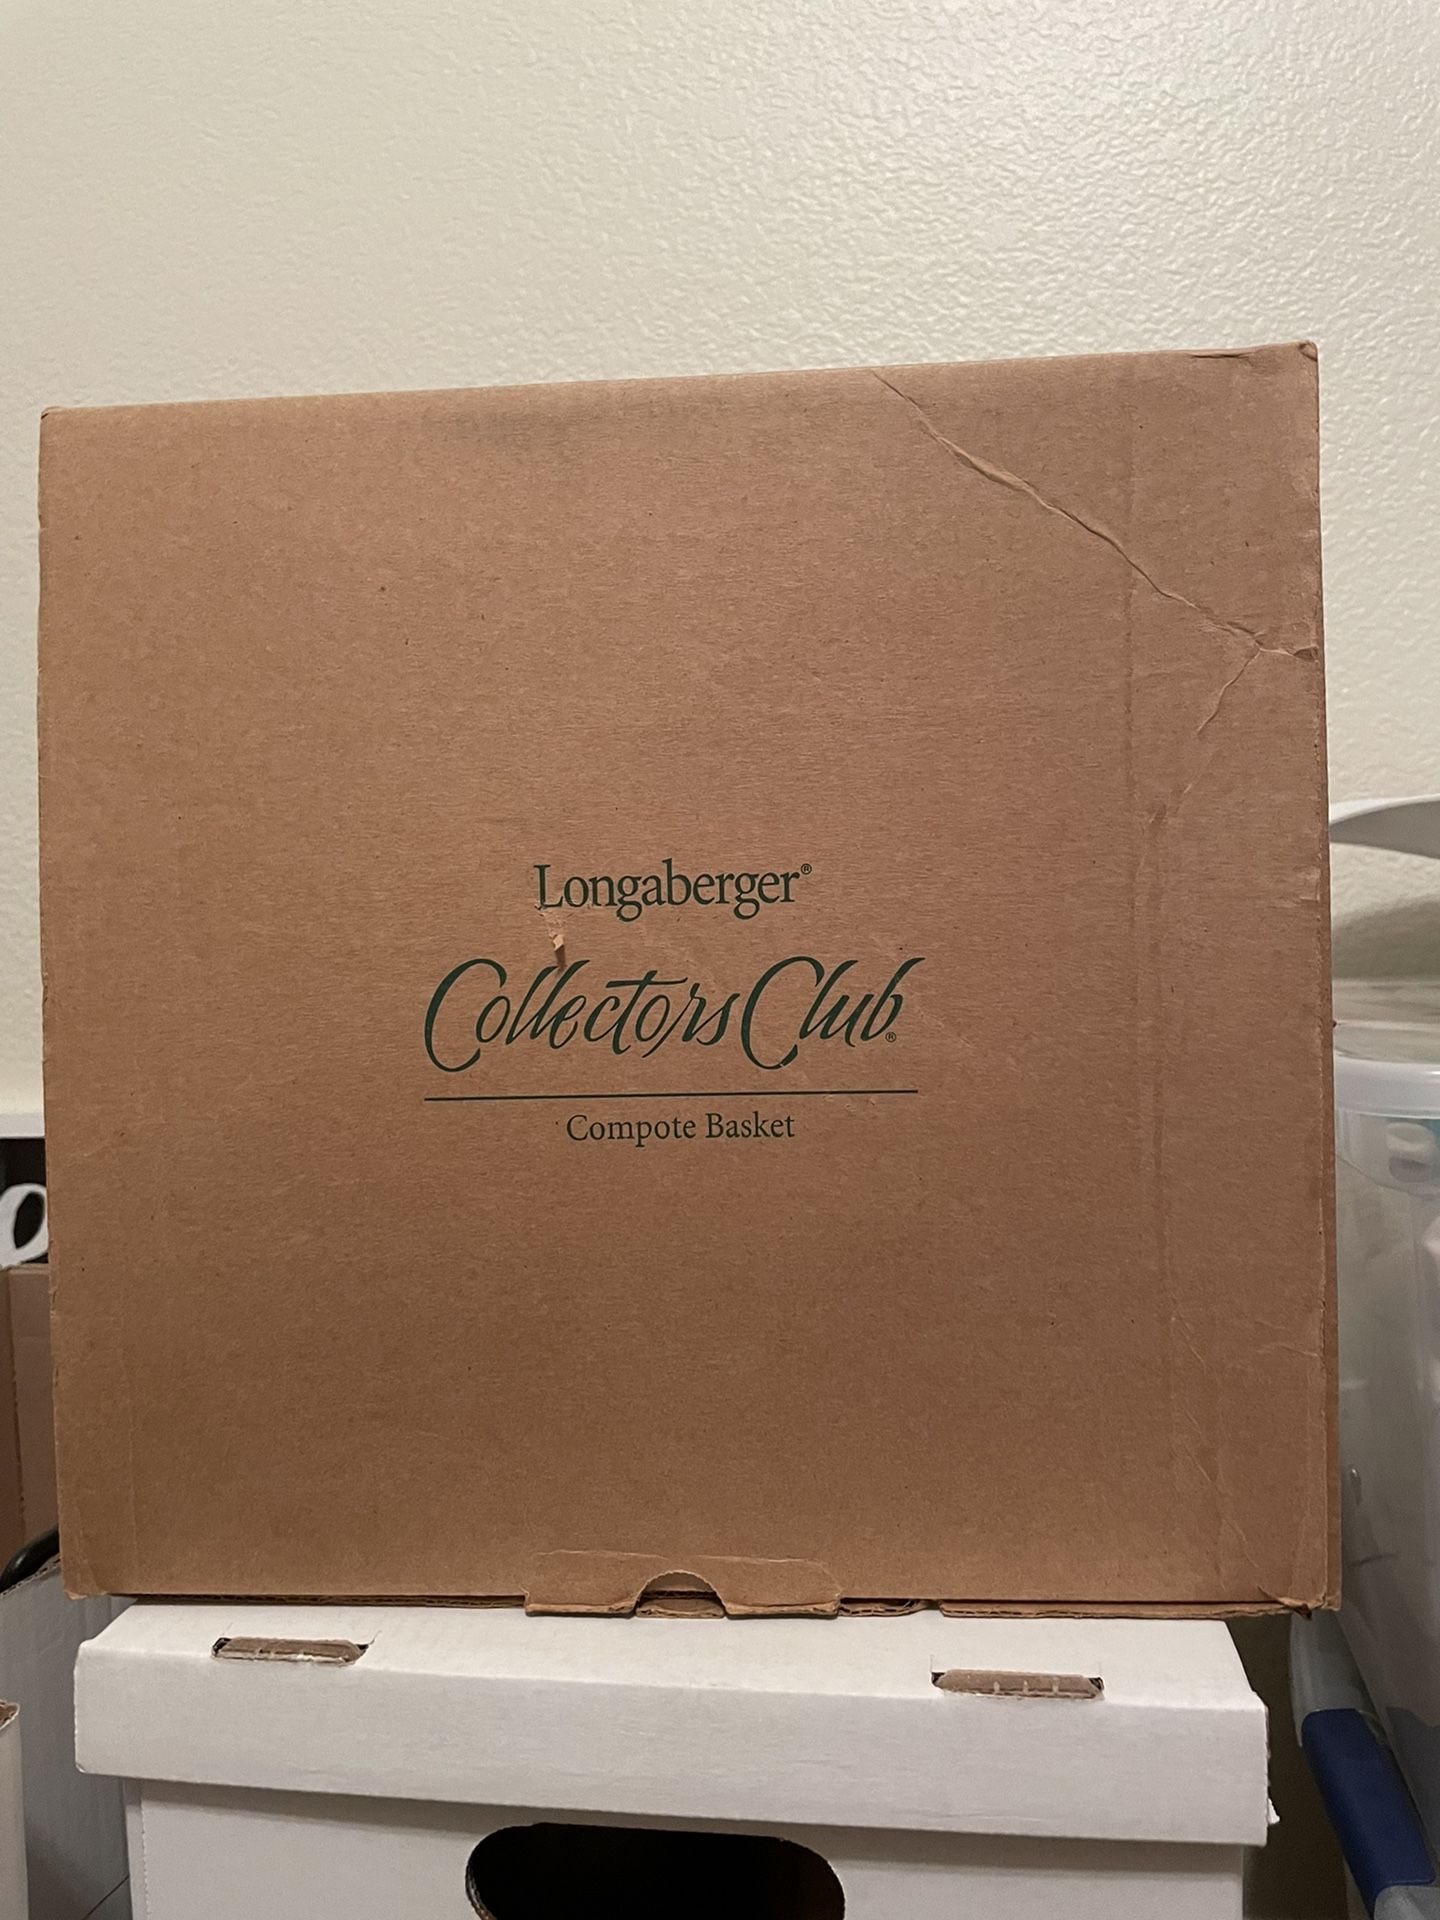 Longaberger®
Collectors Club®
Compote Basket